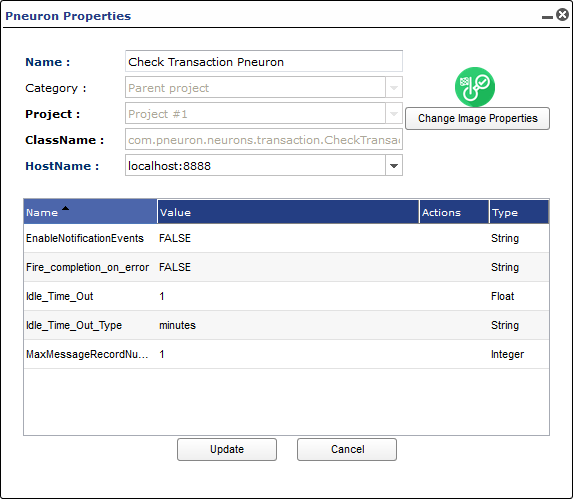 Pneuron Properties
Name :
Check Transaction Pneuron
Category :
Parent project
Project :
Project #1
Change Image Properties
ClassName :
com.pneuron.neurons.transaction.CheckTransac
HostName :
localhost:8888
Name Value Actions Type
EnableNotificationEvents FALSE String
Fire_completion_on_error FALSE String
Idle_Time_Out 1 Float
Idle_Time_Out_Type minutes String
MaxMessageRecordNu... 1 Integer
Update Cancel